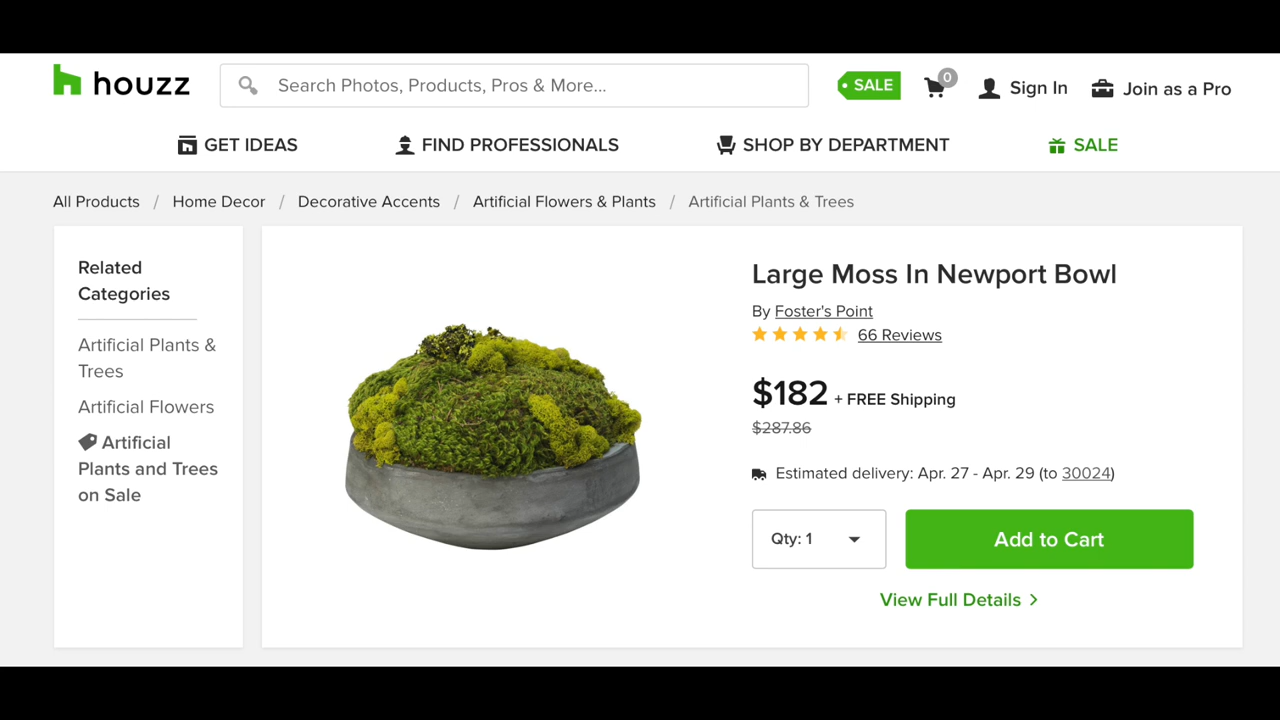 houzz
Search Photos, Products, Pros & More...
SALE
0
Sign In
Join as a Pro
GET IDEAS
FIND PROFESSIONALS
SHOP BY DEPARTMENT
SALE
All Products / Home Decor / Decorative Accents / Artificial Flowers & Plants / Artificial Plants & Trees
Related
Categories
Artificial Plants &
Trees
Artificial Flowers
Artificial
Plants and Trees
on Sale
Large Moss In Newport Bowl
By Foster's Point
66 Reviews
$182 + FREE Shipping
$287.86
Estimated delivery: Apr. 27 - Apr. 29 (to 30024)
Qty: 1
Add to Cart
View Full Details >